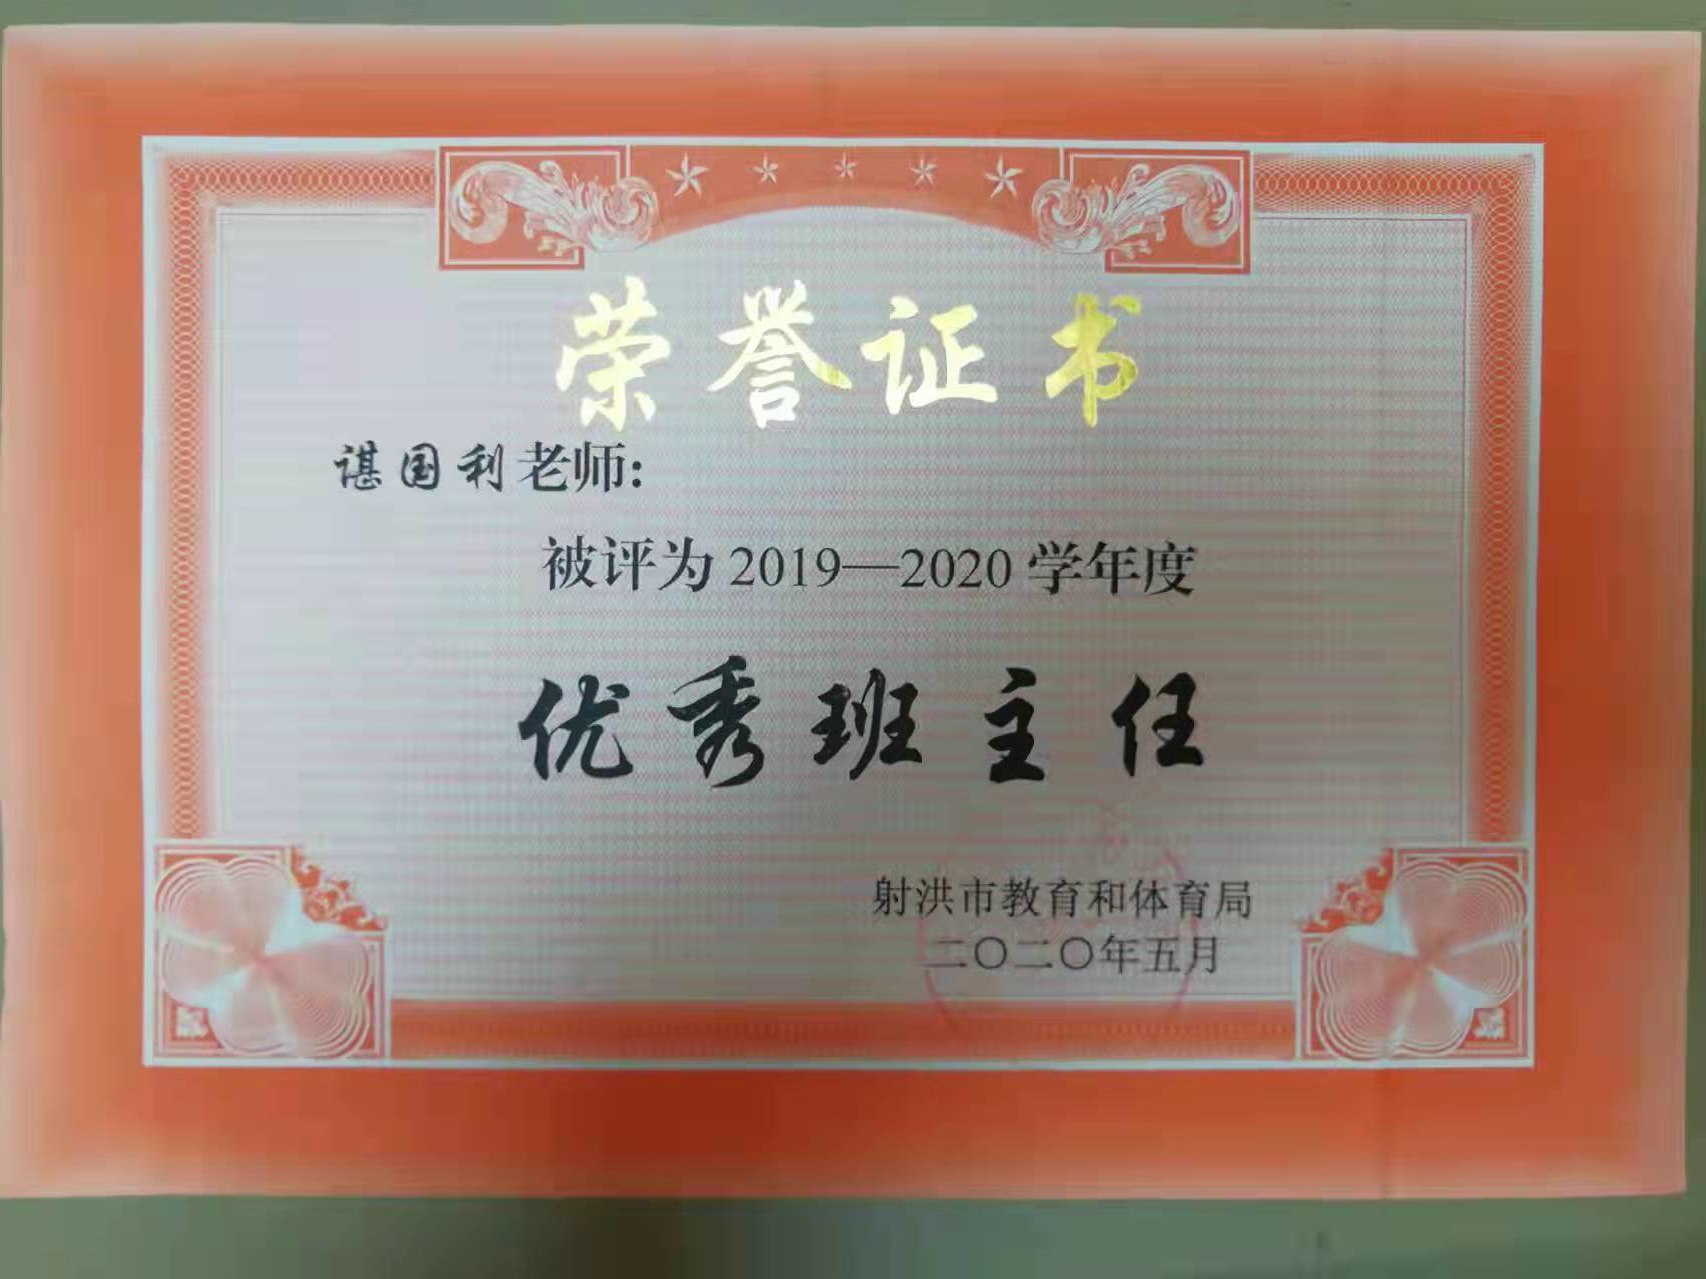 荣誉证书
谌国利老师:
被评为2019—2020学年度
优秀班主任
射洪市教育和体育局
二〇二〇年五月